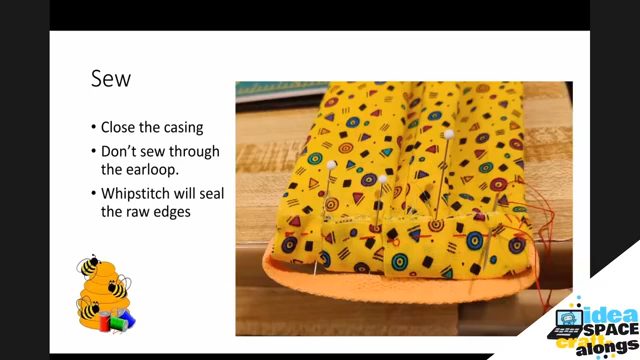 Sew
• Close the casing
• Don't sew through
the earloop.
• Whipstitch will seal
the raw edges
idea
SPACE
craft
alongs